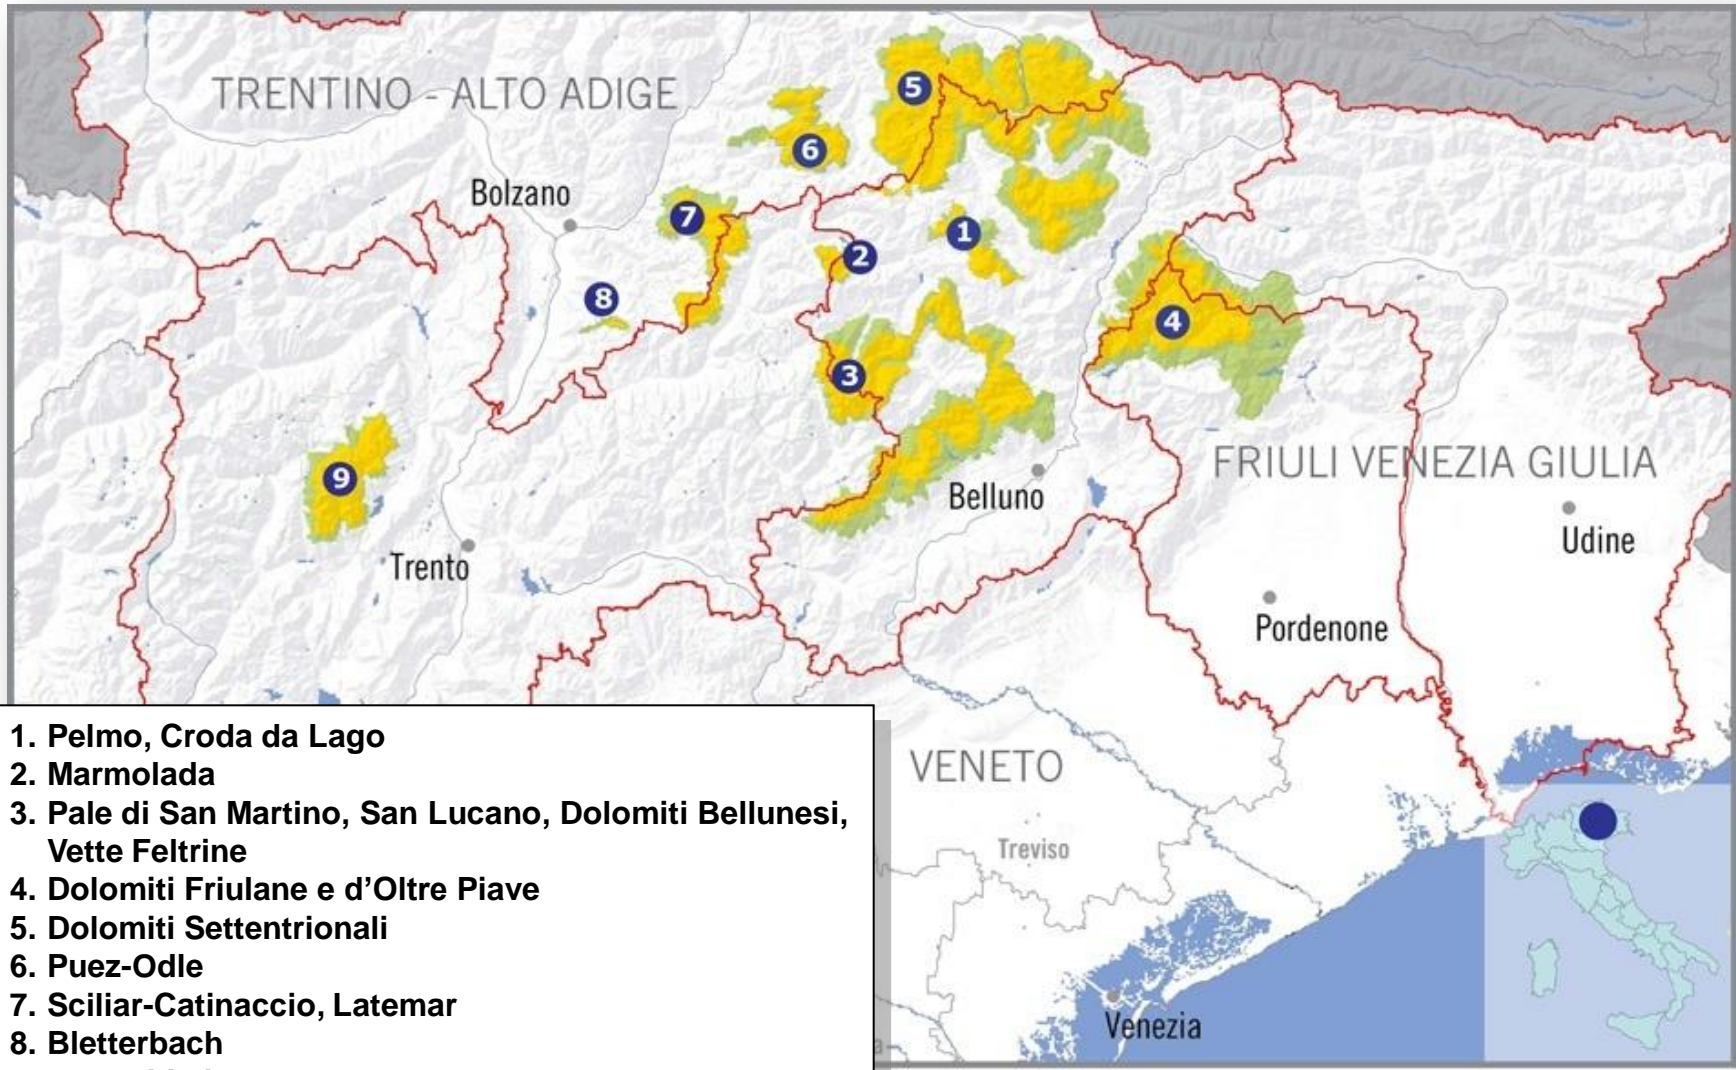 TRENTINO - ALTO ADIGE
5
6
Bolzano
7
1
2
8
4
3
FRIULI VENEZIA GIULIA
9
Belluno
Udine
Trento
Pordenone
VENETO
Treviso
Venezia
1. Pelmo, Croda da Lago
2. Marmolada
3. Pale di San Martino, San Lucano, Dolomiti Bellunesi,
Vette Feltrine
4. Dolomiti Friulane e d’Oltre Piave
5. Dolomiti Settentrionali
6. Puez-Odle
7. Sciliar-Catinaccio, Latemar
8. Bletterbach